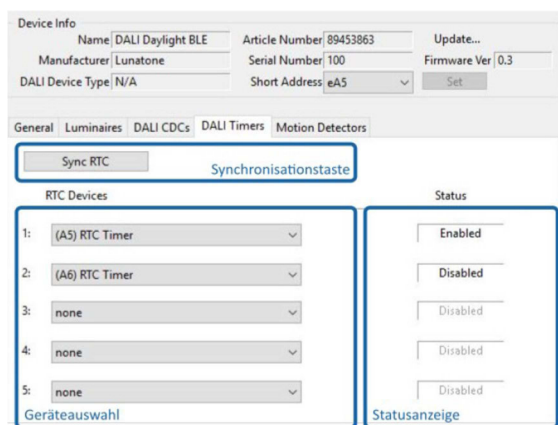 Device Info
Name DALI Daylight BLE Article Number 89453863 Update...
Manufacturer Lunatone Serial Number 100 Firmware Ver 0.3
DALI Device Type N/A Short Address eA5 Set
General Luminaires DALI CDCs DALI Timers Motion Detectors
Sync RTC Synchronisationstaste
RTC Devices Status
1: (A5) RTC Timer Enabled
2: (A6) RTC Timer Disabled
3: none Disabled
4: none Disabled
5: none Disabled
Geräteauswahl Statusanzeige